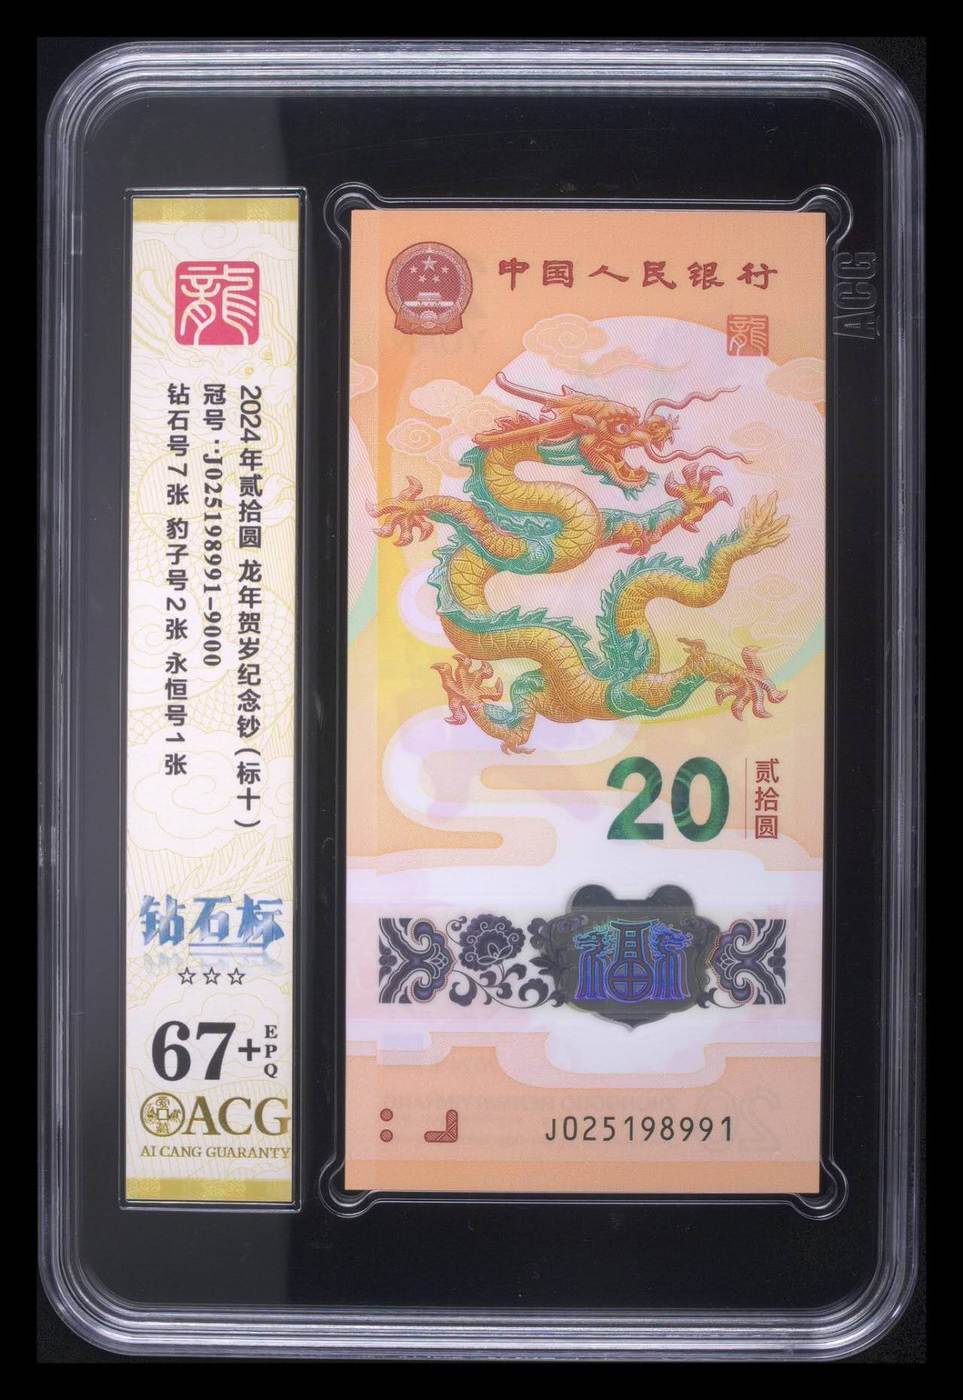 龍
2024年贰拾圆 龙年贺岁纪念钞(标十)
冠号:J025198991-9000
钻石号7张 豹子号2张 永恒号1张
钻石标
☆☆☆
67+
EPQ
ACG
AI CANG GUARANTY
中国人民银行
龍
20
贰拾圆
福
J025198991
ACG